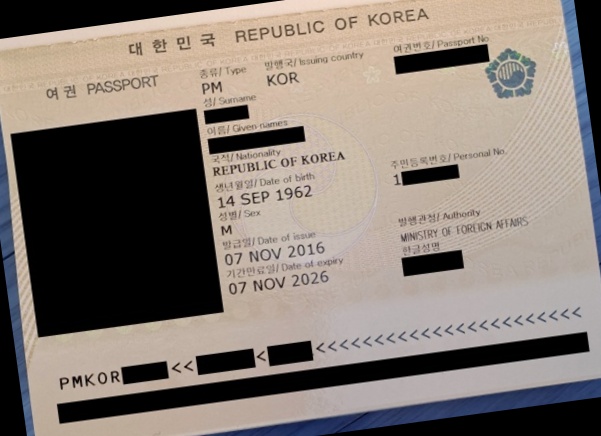 대한민국 REPUBLIC OF KOREA
여권 PASSPORT
종류/ Type
발행국/ Issuing country
여권번호/ Passport No.
PM
KOR
성/ Surname
이름/ Given names
국적/ Nationality
REPUBLIC OF KOREA
생년월일/ Date of birth
주민등록번호/ Personal No.
14 SEP 1962
1
성별/ Sex
M
발행관청/ Authority
MINISTRY OF FOREIGN AFFAIRS
발급일/ Date of issue
07 NOV 2016
한글성명
기간만료일/ Date of expiry
07 NOV 2026
PMKOR<<<<<<<<<<<<<<<<<<<<<<<<<<<